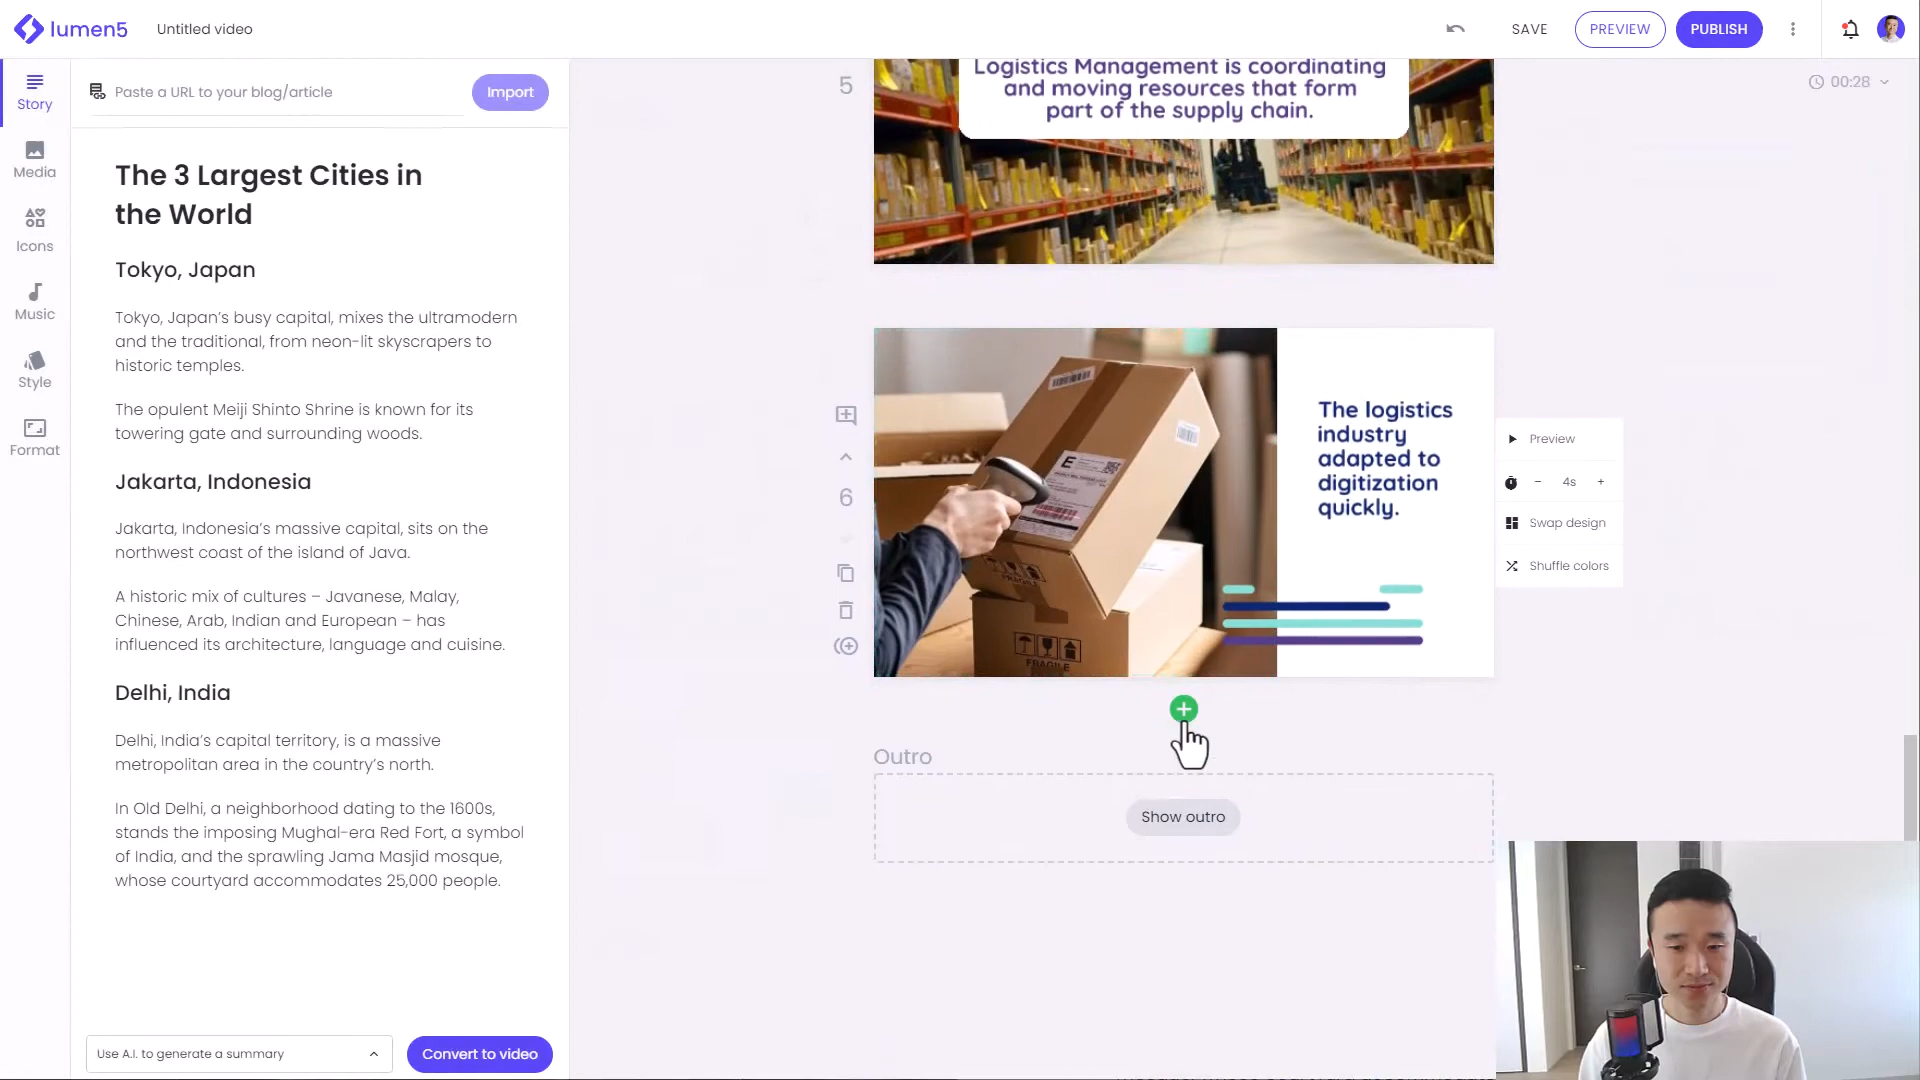 lumen5
Untitled video
SAVE
PREVIEW
PUBLISH
Story
Media
Icons
Music
Style
Format
Paste a URL to your blog/article
Import
The 3 Largest Cities in
the World
Tokyo, Japan
Tokyo, Japan's busy capital, mixes the ultramodern
and the traditional, from neon-lit skyscrapers to
historic temples.
The opulent Meiji Shinto Shrine is known for its
towering gate and surrounding woods.
Jakarta, Indonesia
Jakarta, Indonesia's massive capital, sits on the
northwest coast of the island of Java.
A historic mix of cultures – Javanese, Malay,
Chinese, Arab, Indian and European – has
influenced its architecture, language and cuisine.
Delhi, India
Delhi, India's capital territory, is a massive
metropolitan area in the country's north.
In Old Delhi, a neighborhood dating to the 1600s,
stands the imposing Mughal-era Red Fort, a symbol
of India, and the sprawling Jama Masjid mosque,
whose courtyard accommodates 25,000 people.
Use A.I. to generate a summary
Convert to video
5
Logistics Management is coordinating
and moving resources that form
part of the supply chain.
00:28
6
E
FRAGILE
FRAGILE
The logistics
industry
adapted to
digitization
quickly.
Preview
− 4s +
Swap design
Shuffle colors
Outro
Show outro